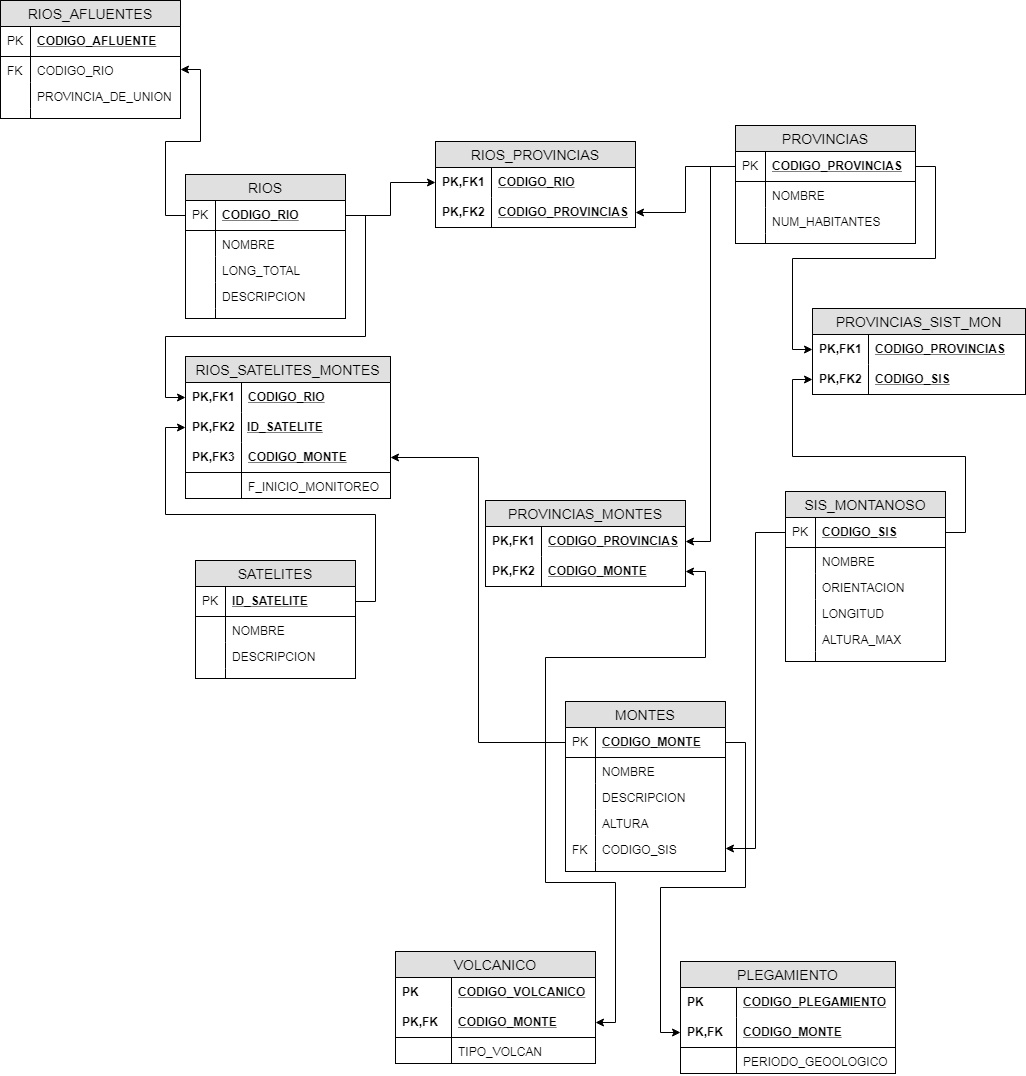 RIOS_AFLUENTES
PK CODIGO_AFLUENTE
FK CODIGO_RIO
PROVINCIA_DE_UNION
RIOS
PK CODIGO_RIO
NOMBRE
LONG_TOTAL
DESCRIPCION
RIOS_PROVINCIAS
PK,FK1 CODIGO_RIO
PK,FK2 CODIGO_PROVINCIAS
PROVINCIAS
PK CODIGO_PROVINCIAS
NOMBRE
NUM_HABITANTES
PROVINCIAS_SIST_MON
PK,FK1 CODIGO_PROVINCIAS
PK,FK2 CODIGO_SIS
RIOS_SATELITES_MONTES
PK,FK1 CODIGO_RIO
PK,FK2 ID_SATELITE
PK,FK3 CODIGO_MONTE
F_INICIO_MONITOREO
PROVINCIAS_MONTES
PK,FK1 CODIGO_PROVINCIAS
PK,FK2 CODIGO_MONTE
SIS_MONTANOSO
PK CODIGO_SIS
NOMBRE
ORIENTACION
LONGITUD
ALTURA_MAX
SATELITES
PK ID_SATELITE
NOMBRE
DESCRIPCION
MONTES
PK CODIGO_MONTE
NOMBRE
DESCRIPCION
ALTURA
FK CODIGO_SIS
VOLCANICO
PK CODIGO_VOLCANICO
PK,FK CODIGO_MONTE
TIPO_VOLCAN
PLEGAMIENTO
PK CODIGO_PLEGAMIENTO
PK,FK CODIGO_MONTE
PERIODO_GEOOLOGICO